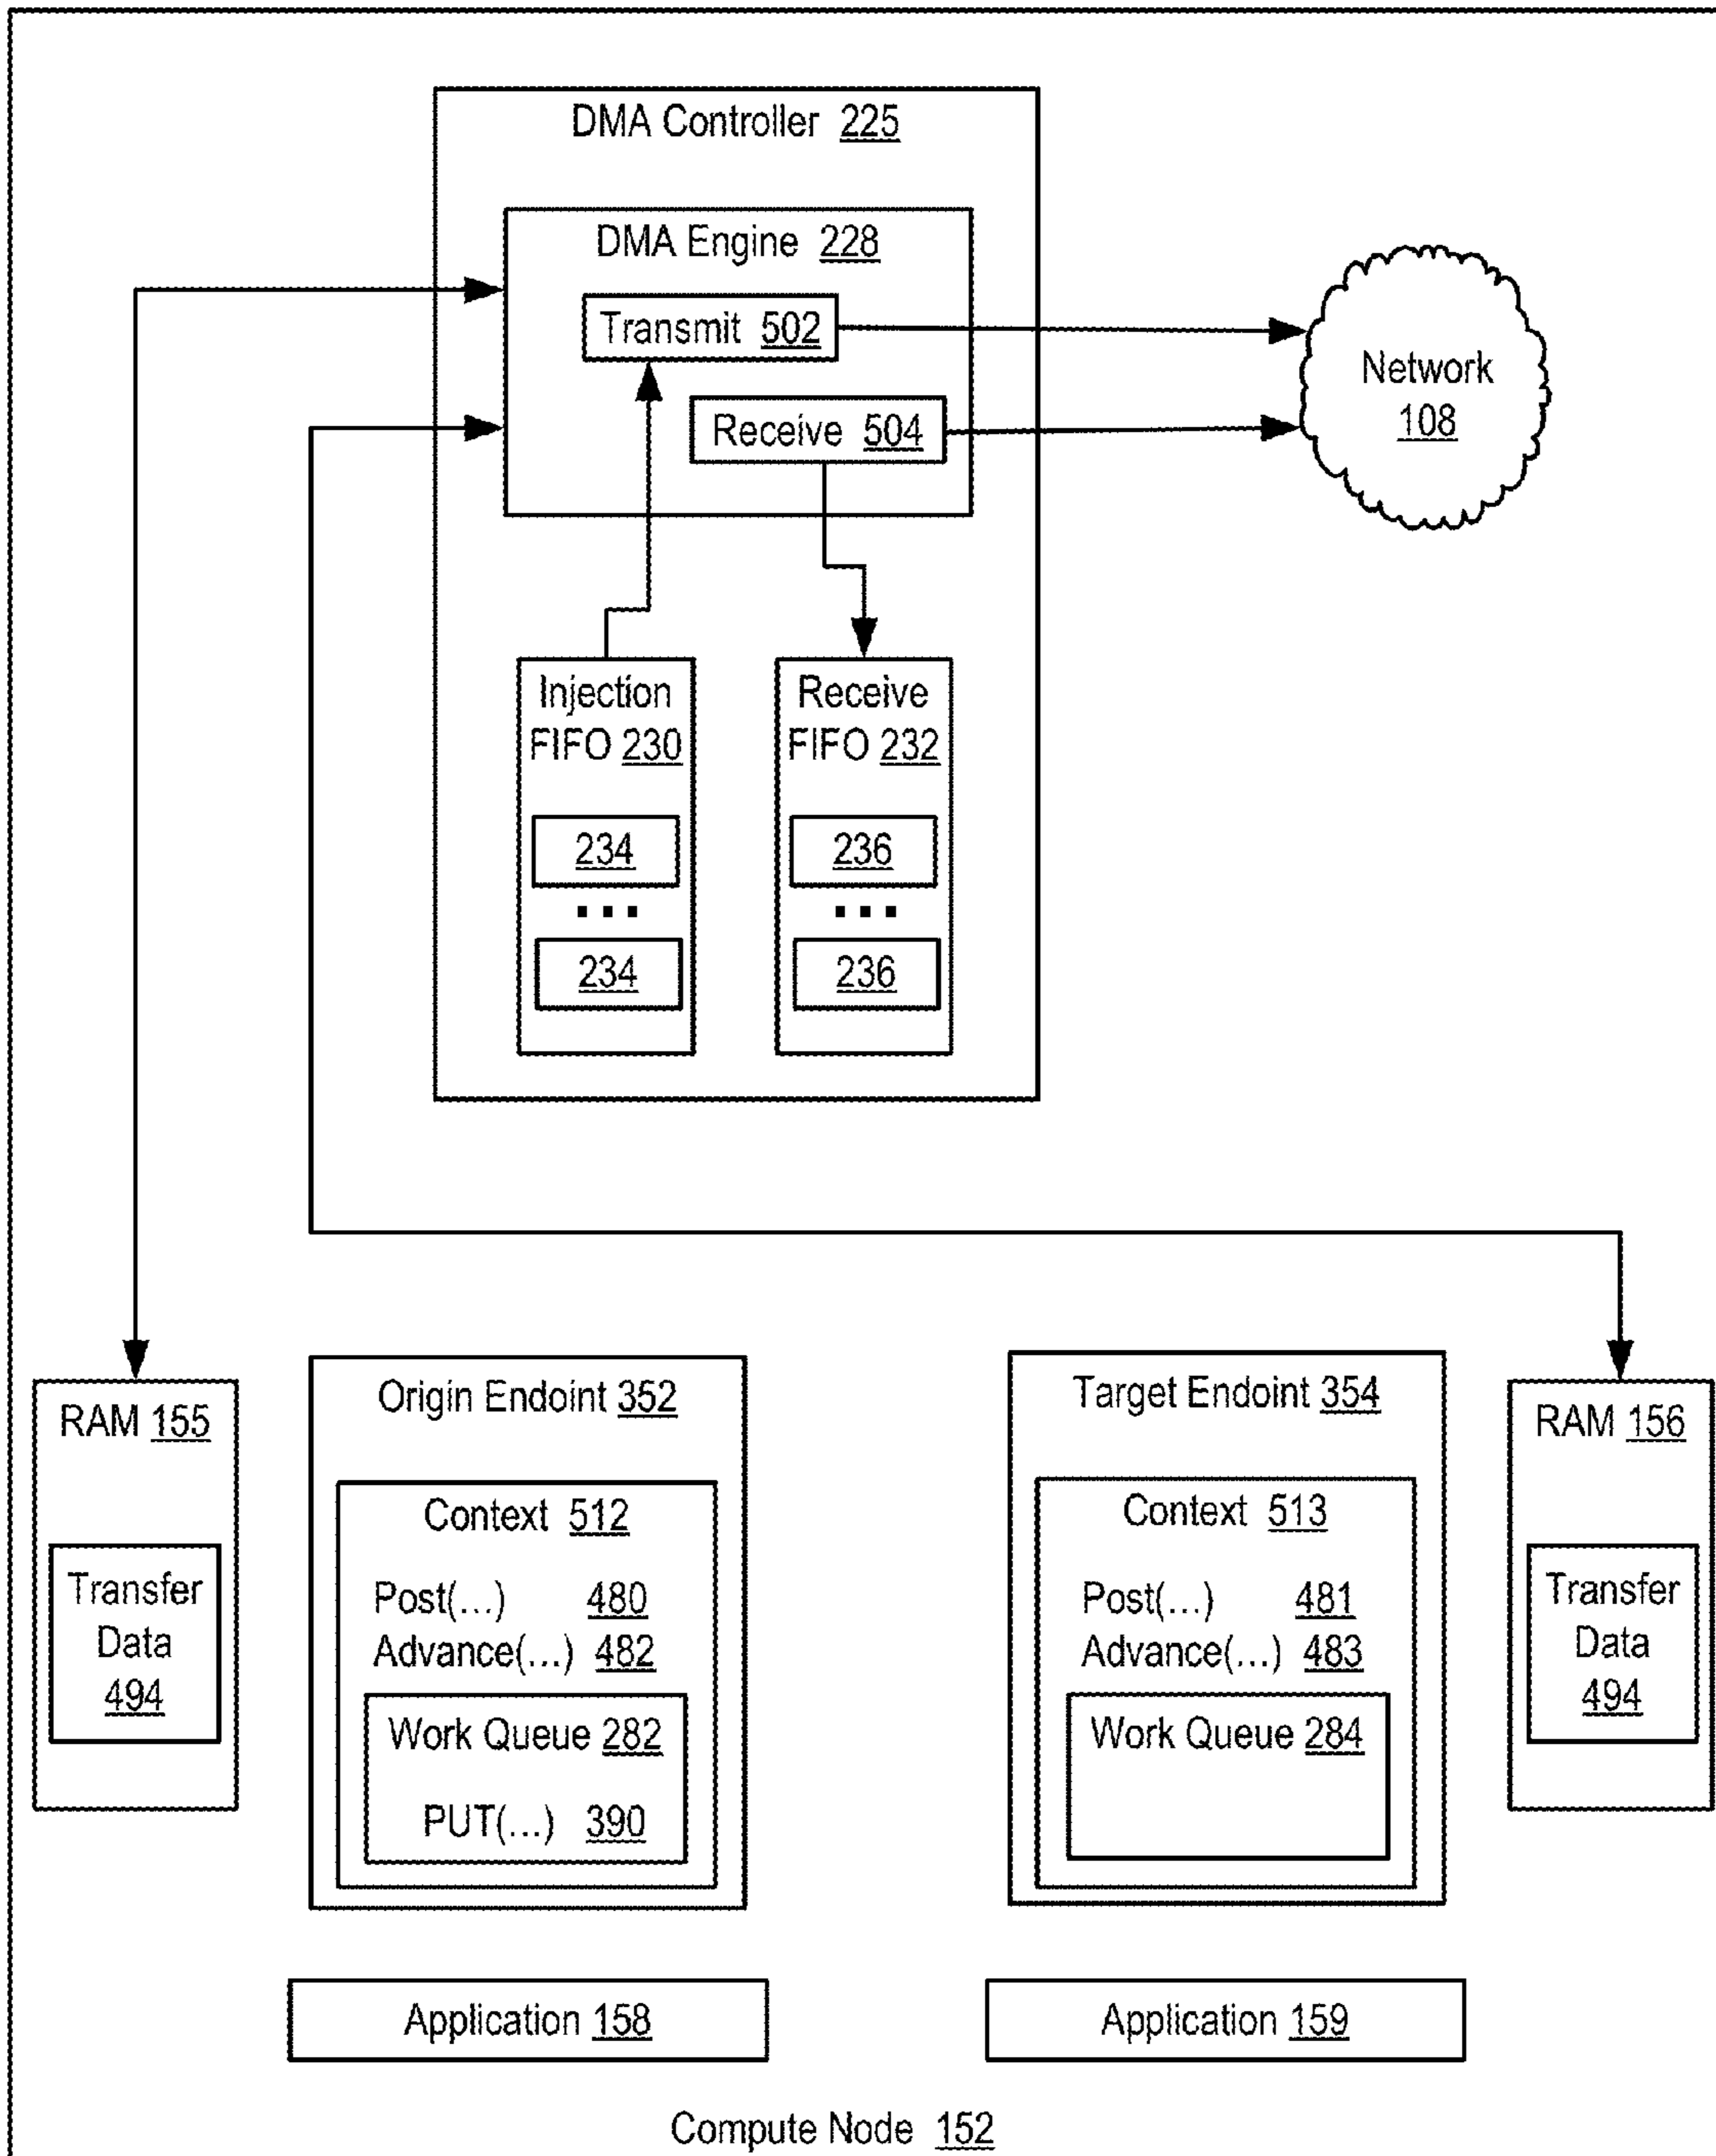 DMA Controller 225
DMA Engine 228
Transmit 502
Receive 504
Network
108
Injection
FIFO 230
234
...
234
Receive
FIFO 232
236
...
236
RAM 155
Transfer
Data
494
Origin Endoint 352
Context 512
Post(...) 480
Advance(...) 482
Work Queue 282
PUT(...) 390
Target Endoint 354
Context 513
Post(...) 481
Advance(...) 483
Work Queue 284
RAM 156
Transfer
Data
494
Application 158
Application 159
Compute Node 152